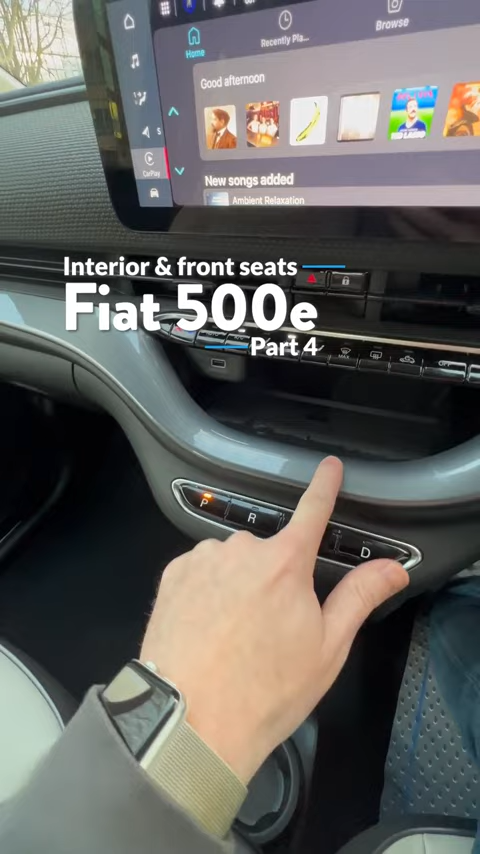 Home
Recently Pla...
Browse
Good afternoon
CarPlay
New songs added
Ambient Relaxation
Interior & front seats
Fiat 500e
Part 4
MAX
P
R
D